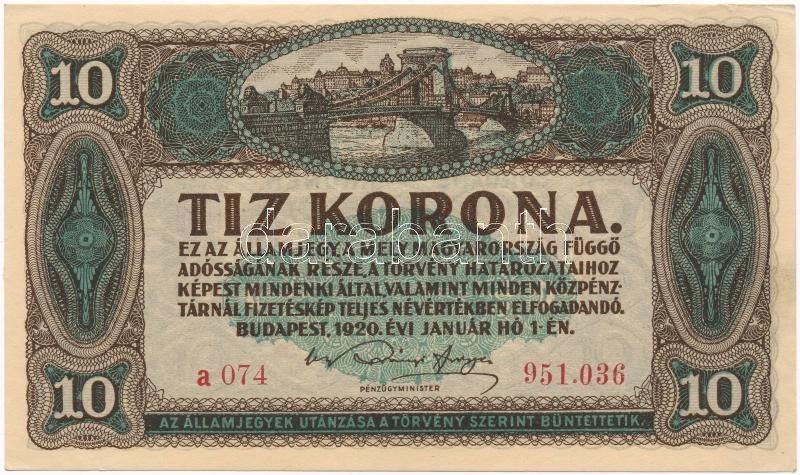 10 10
TIZ KORONA.
darabanth
EZ AZ ÁLLAMJEGY, A MELY MAGYARORSZÁG FÜGGŐ
ADÓSSÁGÁNAK RÉSZE, A TÖRVÉNY HATÁROZATAIHOZ
KÉPEST MINDENKI ÁLTAL, VALAMINT MINDEN KÖZPÉNZ-
TÁRNÁL FIZETÉSKÉP TELJES NÉVÉRTÉKBEN ELFOGADANDÓ.
BUDAPEST, 1920. ÉVI JANUÁR HÓ 1-ÉN.
a 074 951.036
PÉNZÜGYMINISTER
10 10
AZ ÁLLAMJEGYEK UTÁNZÁSA A TÖRVÉNY SZERINT BÜNTETTETIK.